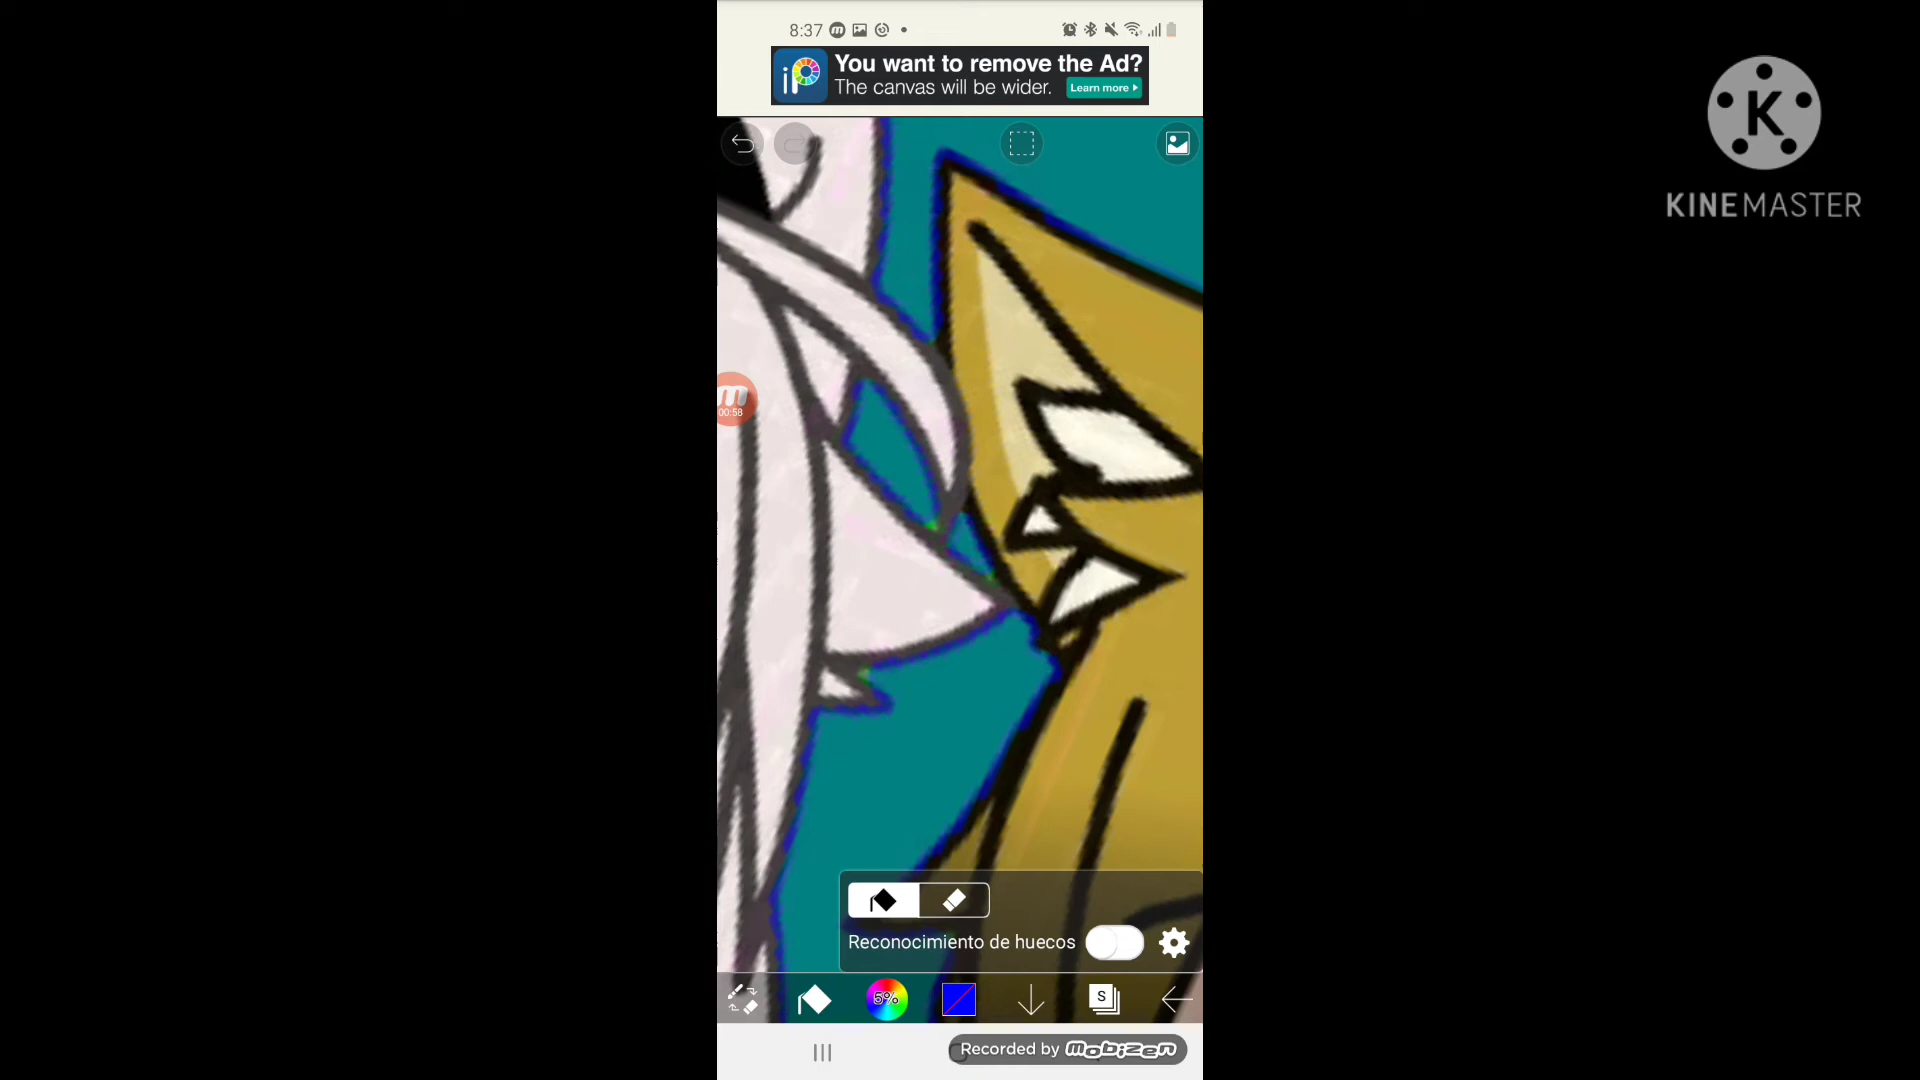 8:37
You want to remove the Ad?
The canvas will be wider.
Learn more
iP
K
KINEMASTER
00:58
Reconocimiento de huecos
5%
S
Recorded by mobizen